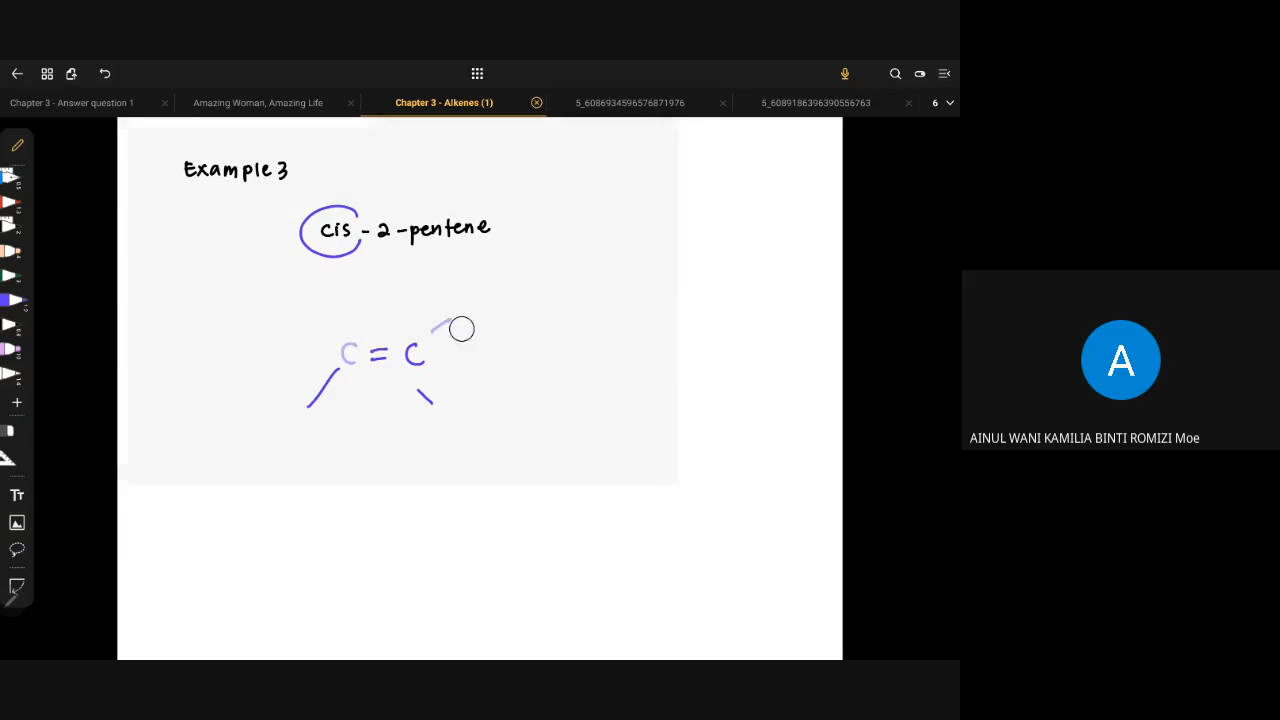 Chapter 3 - Answer question 1
Amazing Woman, Amazing Life
Chapter 3 - Alkenes (1)
5_6086934596576871976
5_6089186396390556763
6
Example 3
cis - 2 - pentene
C = C
Tт
A
AINUL WANI KAMILIA BINTI ROMIZI Moe